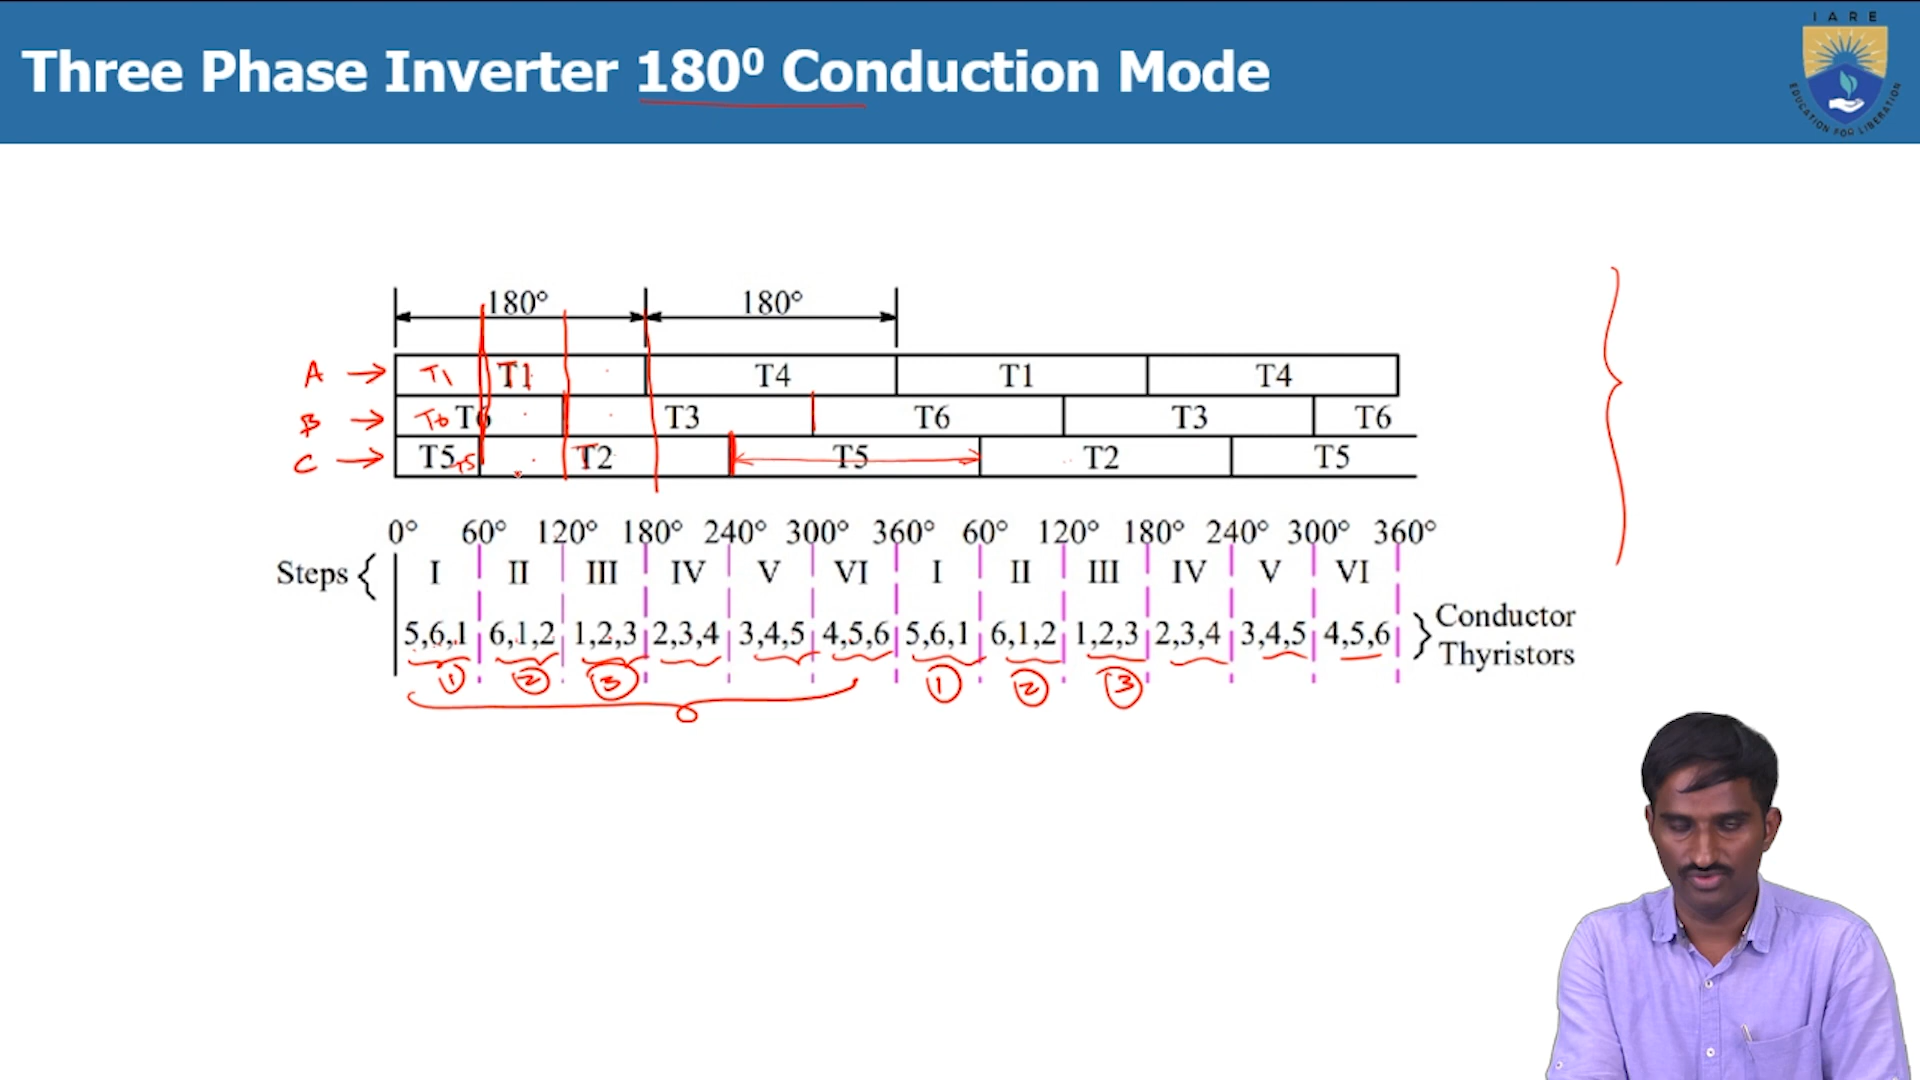 I A R E
EDUCATION FOR LIBERATION
Three Phase Inverter 180⁰ Conduction Mode
180° 180°
A → T1 T1 T4 T1 T4
B → T6 T6 T3 T6 T3 T6
C → T5 T5 T2 T5 T2 T5
0° 60° 120° 180° 240° 300° 360° 60° 120° 180° 240° 300° 360°
Steps { I II III IV V VI I II III IV V VI
5,6,1 6,1,2 1,2,3 2,3,4 3,4,5 4,5,6 5,6,1 6,1,2 1,2,3 2,3,4 3,4,5 4,5,6 } Conductor
Thyristors
1 2 3 1 2 3